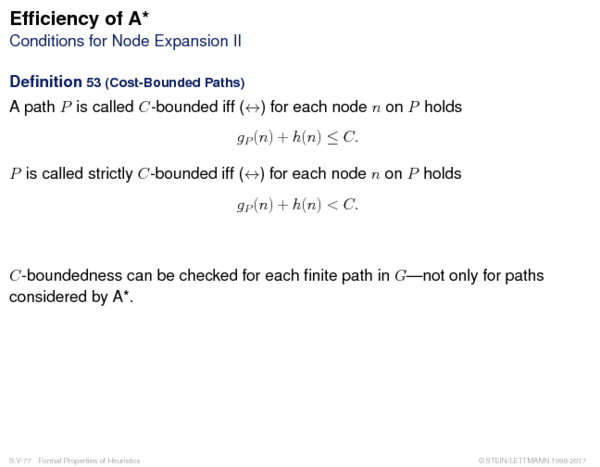 Efficiency of A*
Conditions for Node Expansion II
Definition 53 (Cost-Bounded Paths)
A path P is called C-bounded iff (↔) for each node n on P holds
g_P(n) + h(n) ≤ C.
P is called strictly C-bounded iff (↔) for each node n on P holds
g_P(n) + h(n) < C.
C-boundedness can be checked for each finite path in G—not only for paths
considered by A*.
S:V-77 Formal Properties of Heuristics
© STEIN/LETTMANN 1998-2017